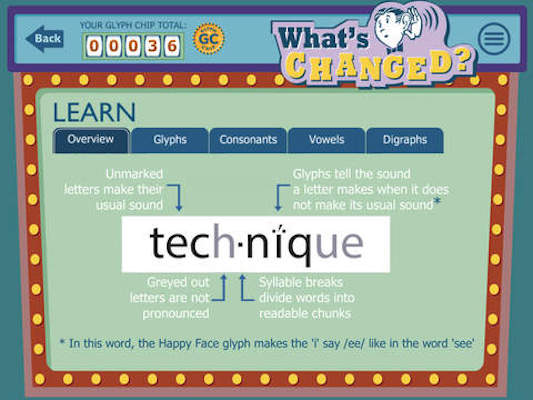 Back
YOUR GLYPH CHIP TOTAL:
00036
GC
What's
CHANGED?
LEARN
Overview
Glyphs
Consonants
Vowels
Digraphs
Unmarked
letters make their
usual sound
Glyphs tell the sound
a letter makes when it does
not make its usual sound*
tech·nique
Greyed out
letters are not
pronounced
Syllable breaks
divide words into
readable chunks
* In this word, the Happy Face glyph makes the 'i' say /ee/ like in the word 'see'